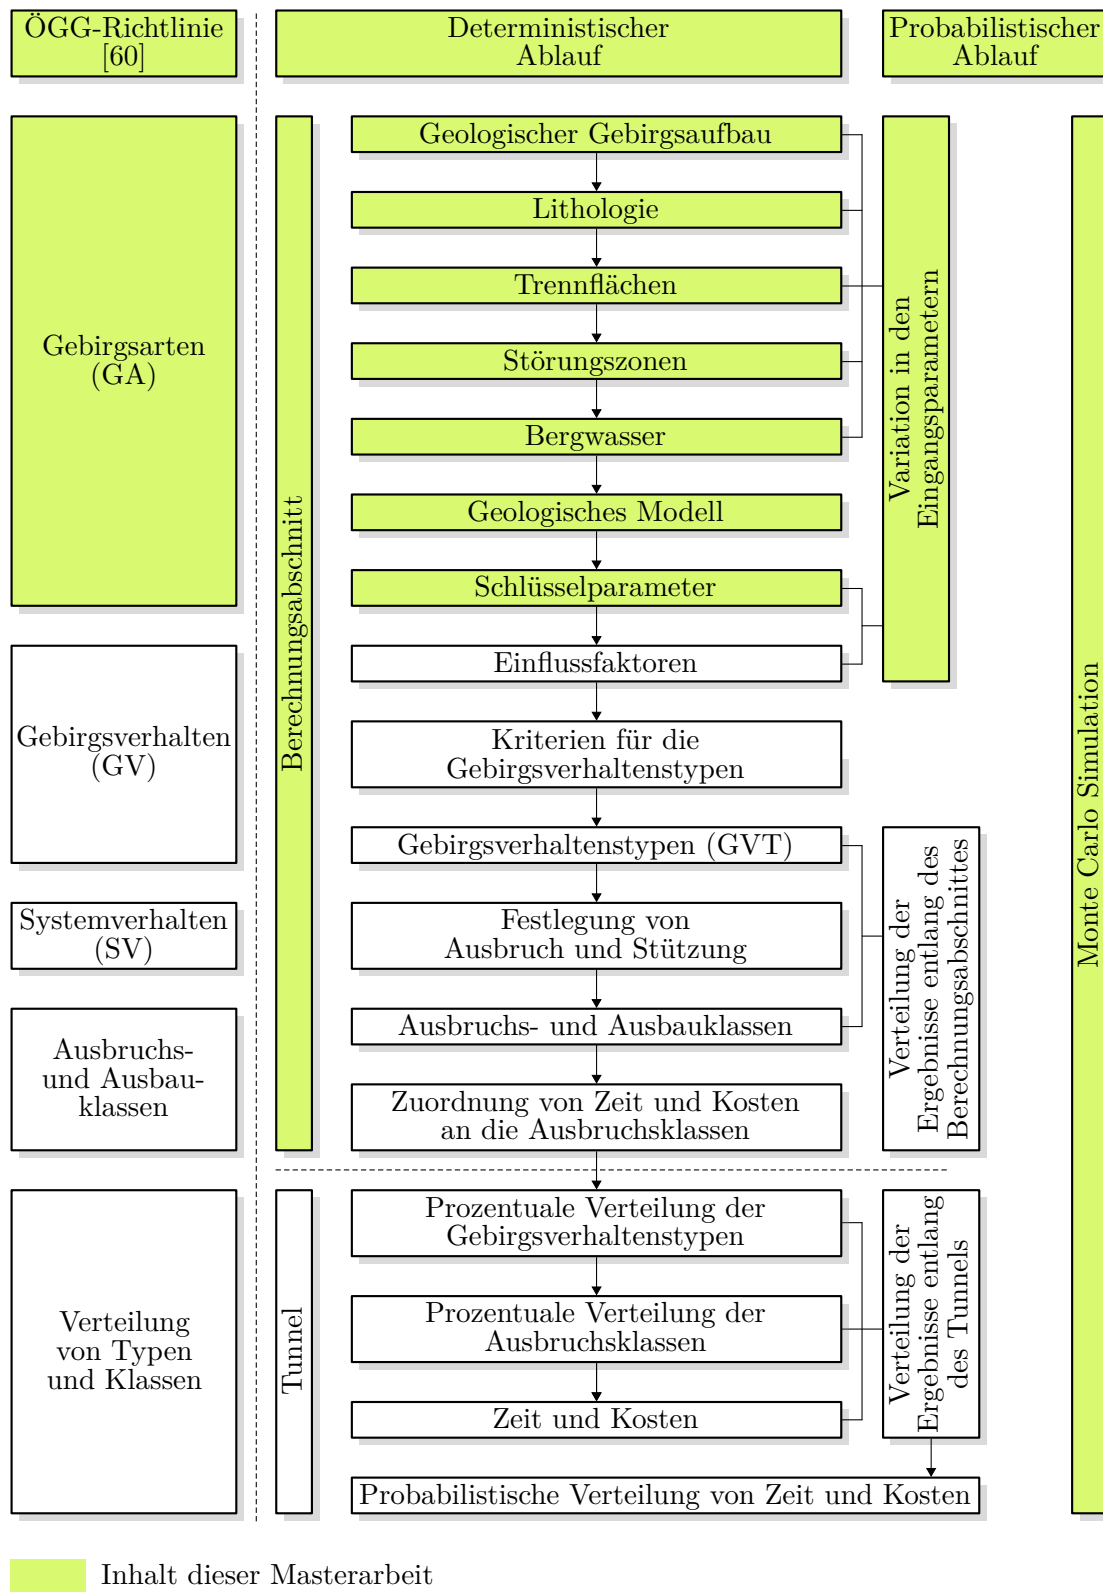 ÖGG-Richtlinie
[60]
Deterministischer
Ablauf
Probabilistischer
Ablauf
Gebirgsarten
(GA)
Gebirgsverhalten
(GV)
Systemverhalten
(SV)
Ausbruchs-
und Ausbau-
klassen
Verteilung
von Typen
und Klassen
Berechnungsabschnitt
Tunnel
Geologischer Gebirgsaufbau
Lithologie
Trennflächen
Störungszonen
Bergwasser
Geologisches Modell
Schlüsselparameter
Einflussfaktoren
Kriterien für die
Gebirgsverhaltenstypen
Gebirgsverhaltenstypen (GVT)
Festlegung von
Ausbruch und Stützung
Ausbruchs- und Ausbauklassen
Zuordnung von Zeit und Kosten
an die Ausbruchsklassen
Prozentuale Verteilung der
Gebirgsverhaltenstypen
Prozentuale Verteilung der
Ausbruchsklassen
Zeit und Kosten
Probabilistische Verteilung von Zeit und Kosten
Variation in den
Eingangsparametern
Verteilung der
Ergebnisse entlang des
Berechnungsabschnittes
Verteilung der
Ergebnisse entlang
des Tunnels
Monte Carlo Simulation
Inhalt dieser Masterarbeit